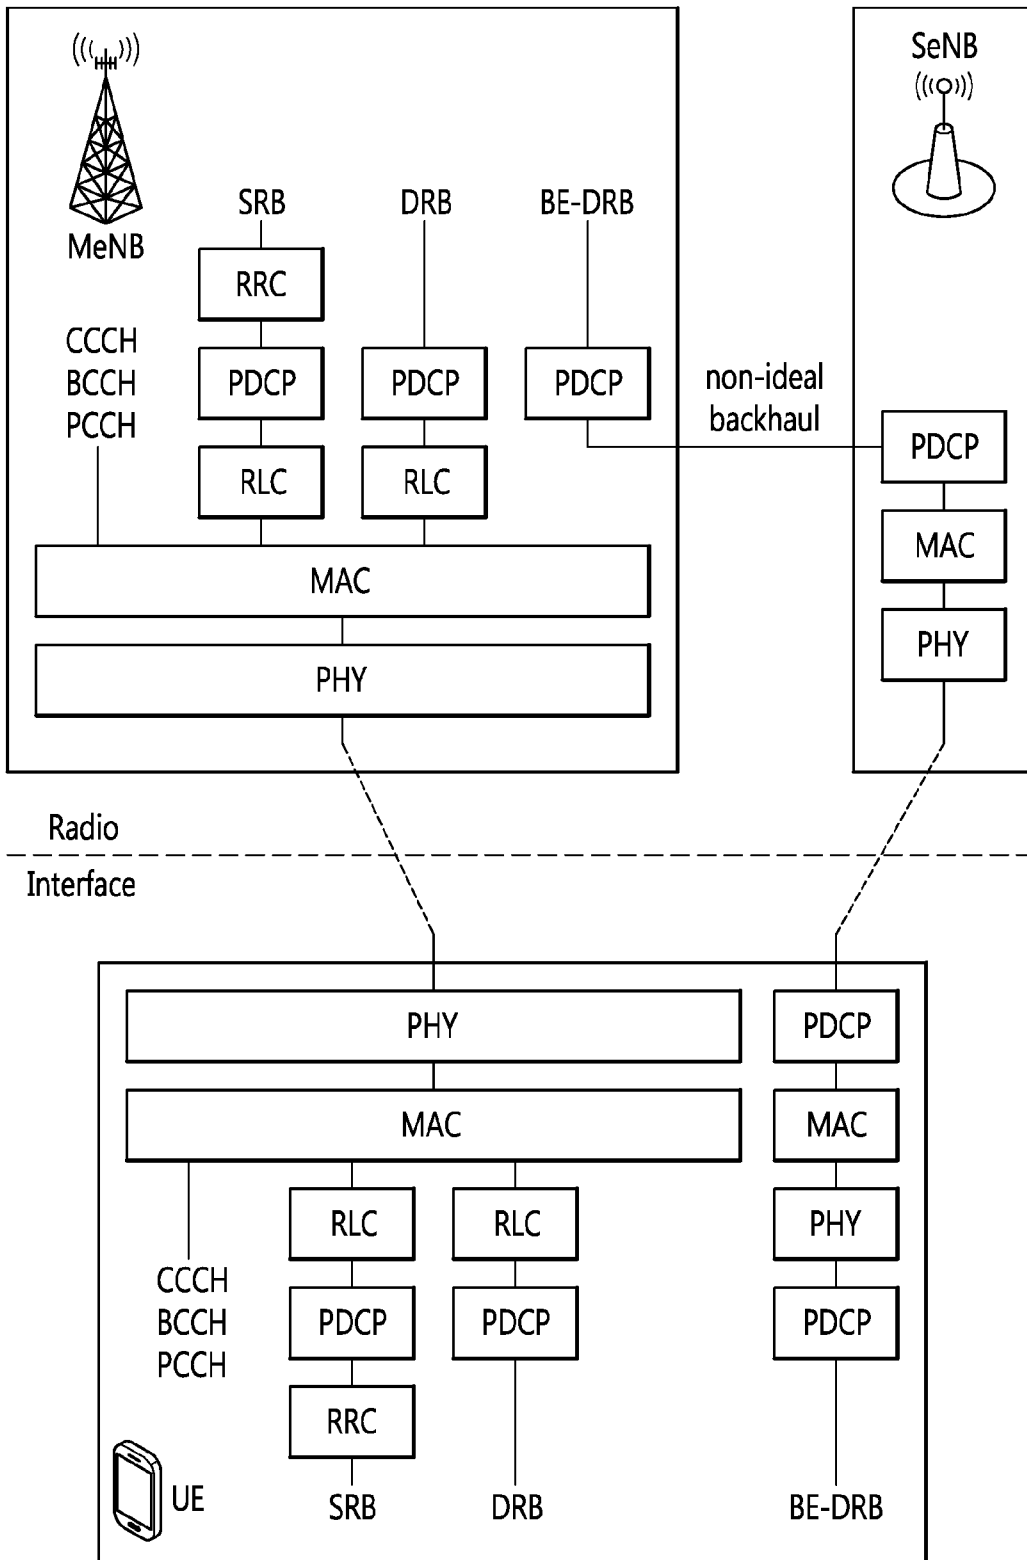 SeNB
MeNB
SRB
DRB
BE-DRB
RRC
CCCH
BCCH
PCCH
PDCP
PDCP
PDCP
non-ideal
backhaul
PDCP
RLC
RLC
MAC
MAC
PHY
PHY
Radio
Interface
PHY
PDCP
MAC
MAC
RLC
RLC
PHY
CCCH
BCCH
PCCH
PDCP
PDCP
PDCP
RRC
UE
SRB
DRB
BE-DRB